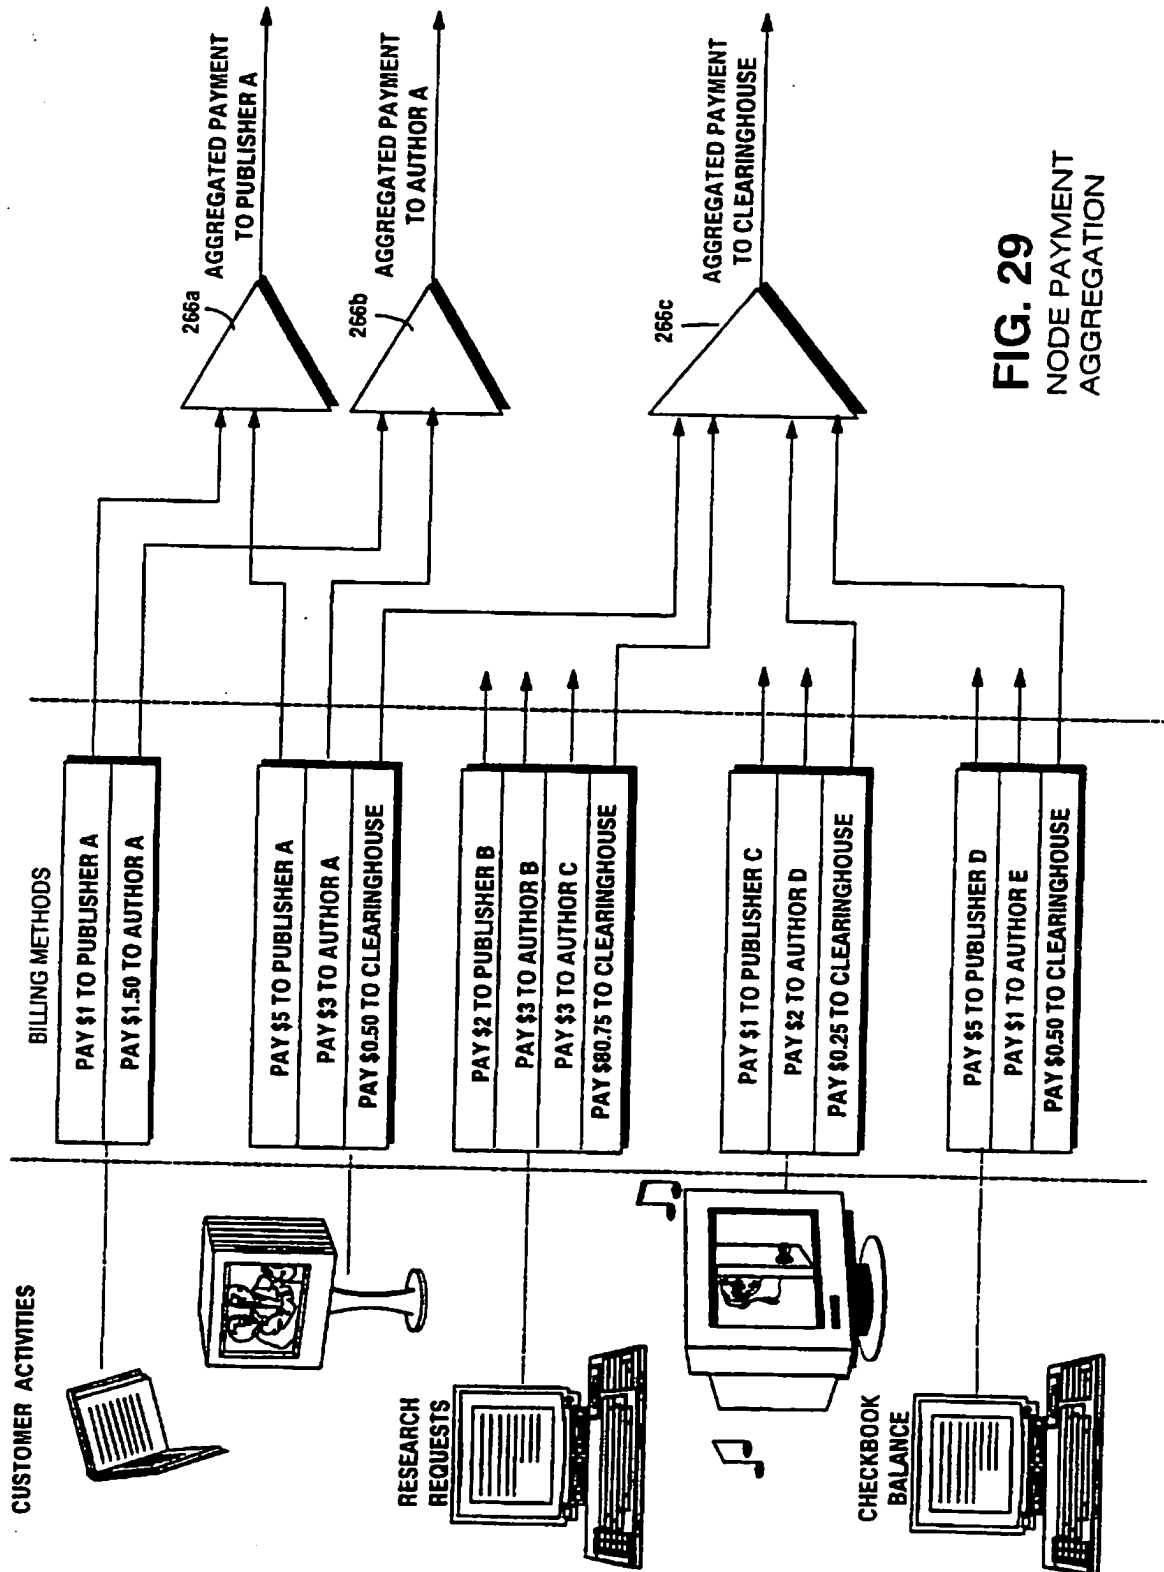 CUSTOMER ACTIVITIES
BILLING METHODS
PAY $1 TO PUBLISHER A
PAY $1.50 TO AUTHOR A
PAY $5 TO PUBLISHER A
PAY $3 TO AUTHOR A
PAY $0.50 TO CLEARINGHOUSE
RESEARCH
REQUESTS
PAY $2 TO PUBLISHER B
PAY $3 TO AUTHOR B
PAY $3 TO AUTHOR C
PAY $80.75 TO CLEARINGHOUSE
PAY $1 TO PUBLISHER C
PAY $2 TO AUTHOR D
PAY $0.25 TO CLEARINGHOUSE
CHECKBOOK
BALANCE
PAY $5 TO PUBLISHER D
PAY $1 TO AUTHOR E
PAY $0.50 TO CLEARINGHOUSE
266a
AGGREGATED PAYMENT
TO PUBLISHER A
266b
AGGREGATED PAYMENT
TO AUTHOR A
266c
AGGREGATED PAYMENT
TO CLEARINGHOUSE
FIG. 29
NODE PAYMENT
AGGREGATION